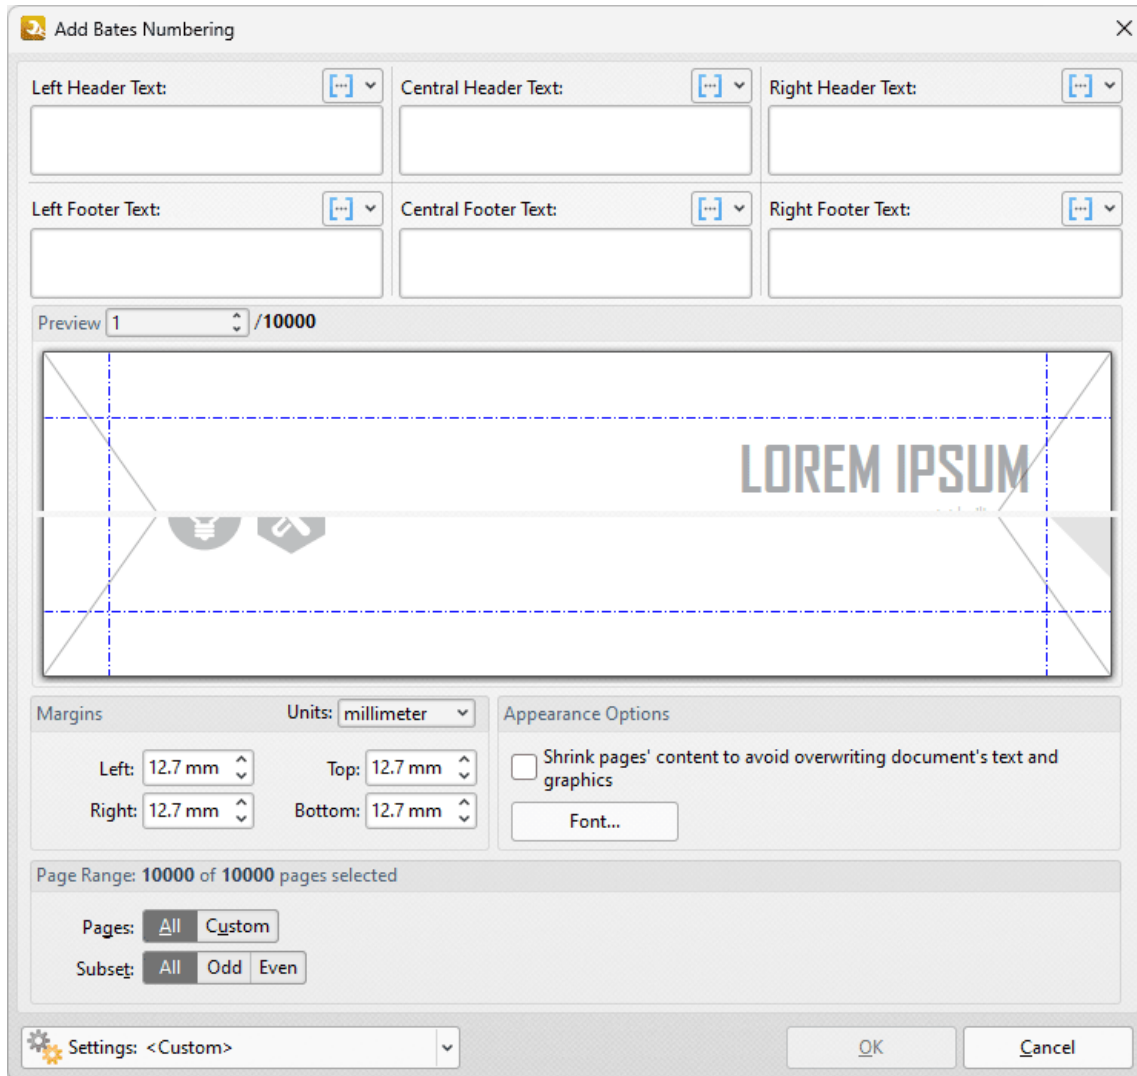 Add Bates Numbering
Left Header Text:
Central Header Text:
Right Header Text:
Left Footer Text:
Central Footer Text:
Right Footer Text:
Preview 1 /10000
LOREM IPSUM
Margins
Units: millimeter
Left: 12.7 mm
Top: 12.7 mm
Right: 12.7 mm
Bottom: 12.7 mm
Appearance Options
Shrink pages' content to avoid overwriting document's text and
graphics
Font...
Page Range: 10000 of 10000 pages selected
Pages: All Custom
Subset: All Odd Even
Settings: <Custom>
OK
Cancel